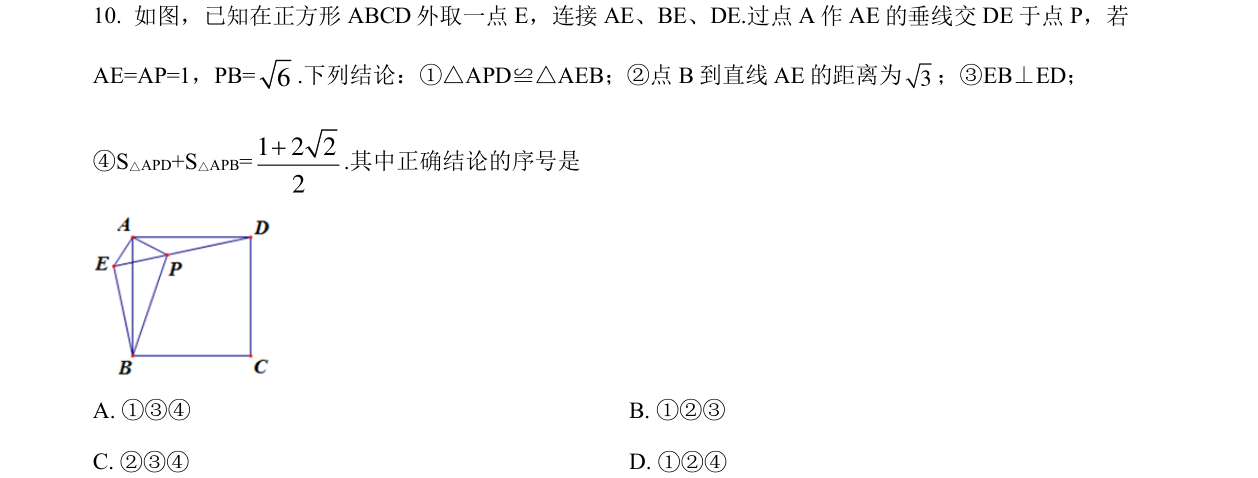 10. 如图，已知在正方形 ABCD 外取一点 E，连接 AE、BE、DE.过点 A 作 AE 的垂线交 DE 于点 P，若
AE=AP=1，PB=√6 .下列结论：①△APD≌△AEB；②点 B 到直线 AE 的距离为√3；③EB⊥ED；
④S△APD+S△APB=(1+2√2)/2.其中正确结论的序号是
A
D
E
P
B
C
A. ①③④
B. ①②③
C. ②③④
D. ①②④